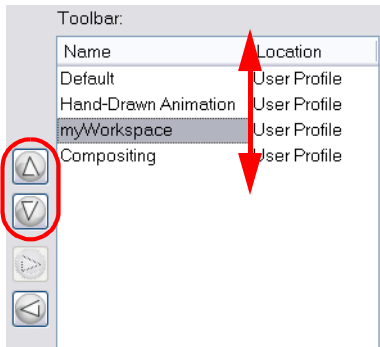 Toolbar:
Name Location
Default User Profile
Hand-Drawn Animation User Profile
myWorkspace User Profile
Compositing User Profile